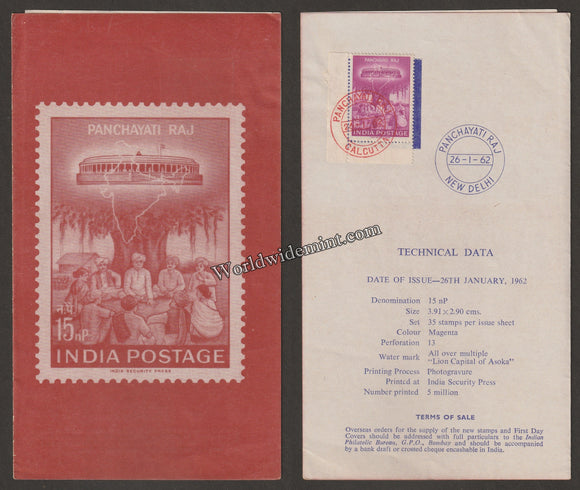 PANCHAYATI RAJ
न.पै.
15 nP
INDIA POSTAGE
INDIA SECURITY PRESS
PANCHAYATI RAJ
INDIA POSTAGE
PANCHAYATI
CALCUTTA
PANCHAYATI RAJ
26-1-62
NEW DELHI
Worldwidemint.com
TECHNICAL DATA
DATE OF ISSUE—26TH JANUARY, 1962
Denomination 15 nP
Size 3.91×2.90 cms.
Set 35 stamps per issue sheet
Colour Magenta
Perforation 13
Water mark All over multiple
"Lion Capital of Asoka"
Printing Process Photogravure
Printed at India Security Press
Number printed 5 million
TERMS OF SALE
Overseas orders for the supply of the new stamps and First Day
Covers should be addressed with full particulars to the Indian
Philatelic Bureau, G.P.O., Bombay and should be accompanied
by a bank draft or crossed cheque encashable in India.